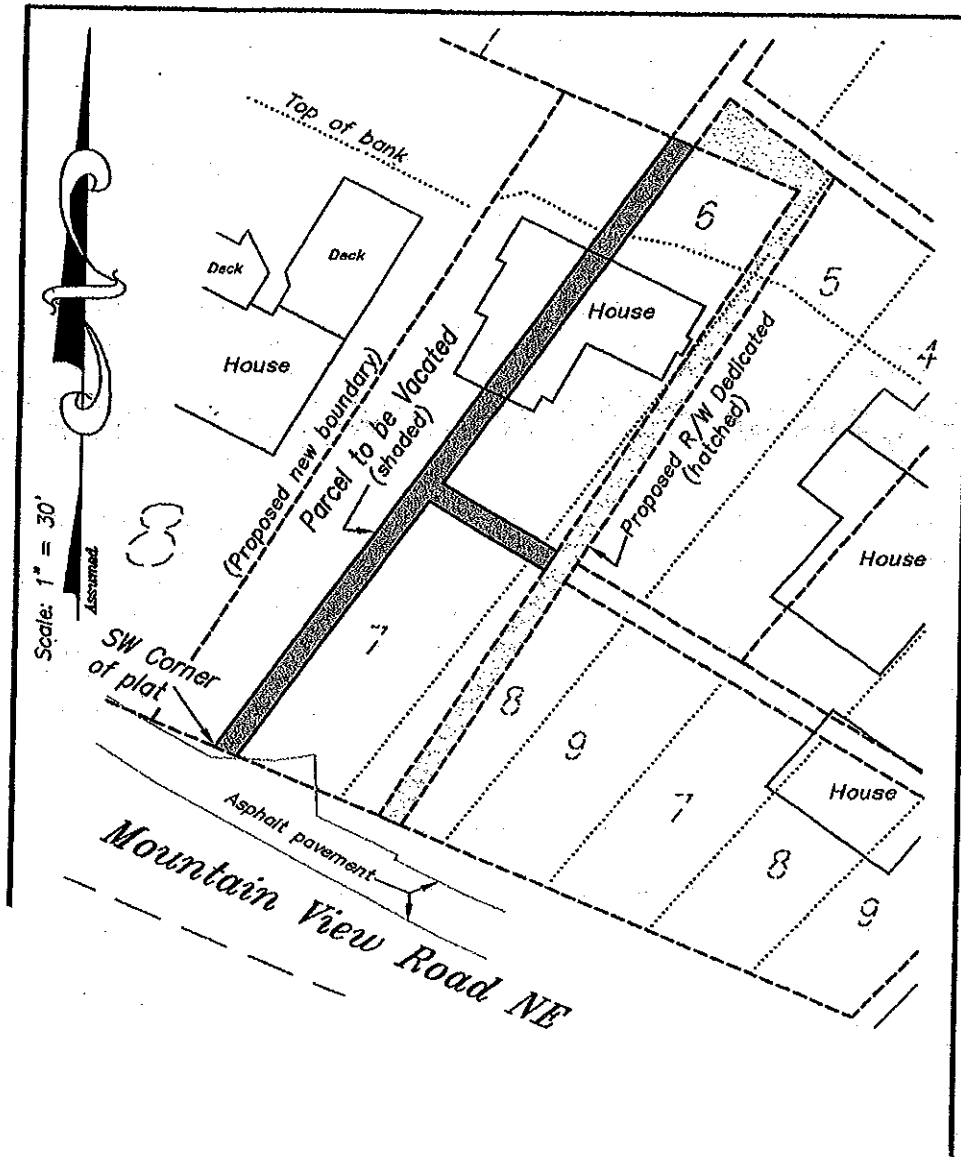 Top of bank
6
Deck
Deck
5
House
House
4
(Proposed new boundary)
Parcel to be Vacated
(shaded)
Proposed R/W Dedicated
(hatched)
Scale: 1" = 30'
Assumed
8
House
SW Corner
of plat
7
8
9
7
House
8
9
Asphalt pavement
Mountain View Road NE